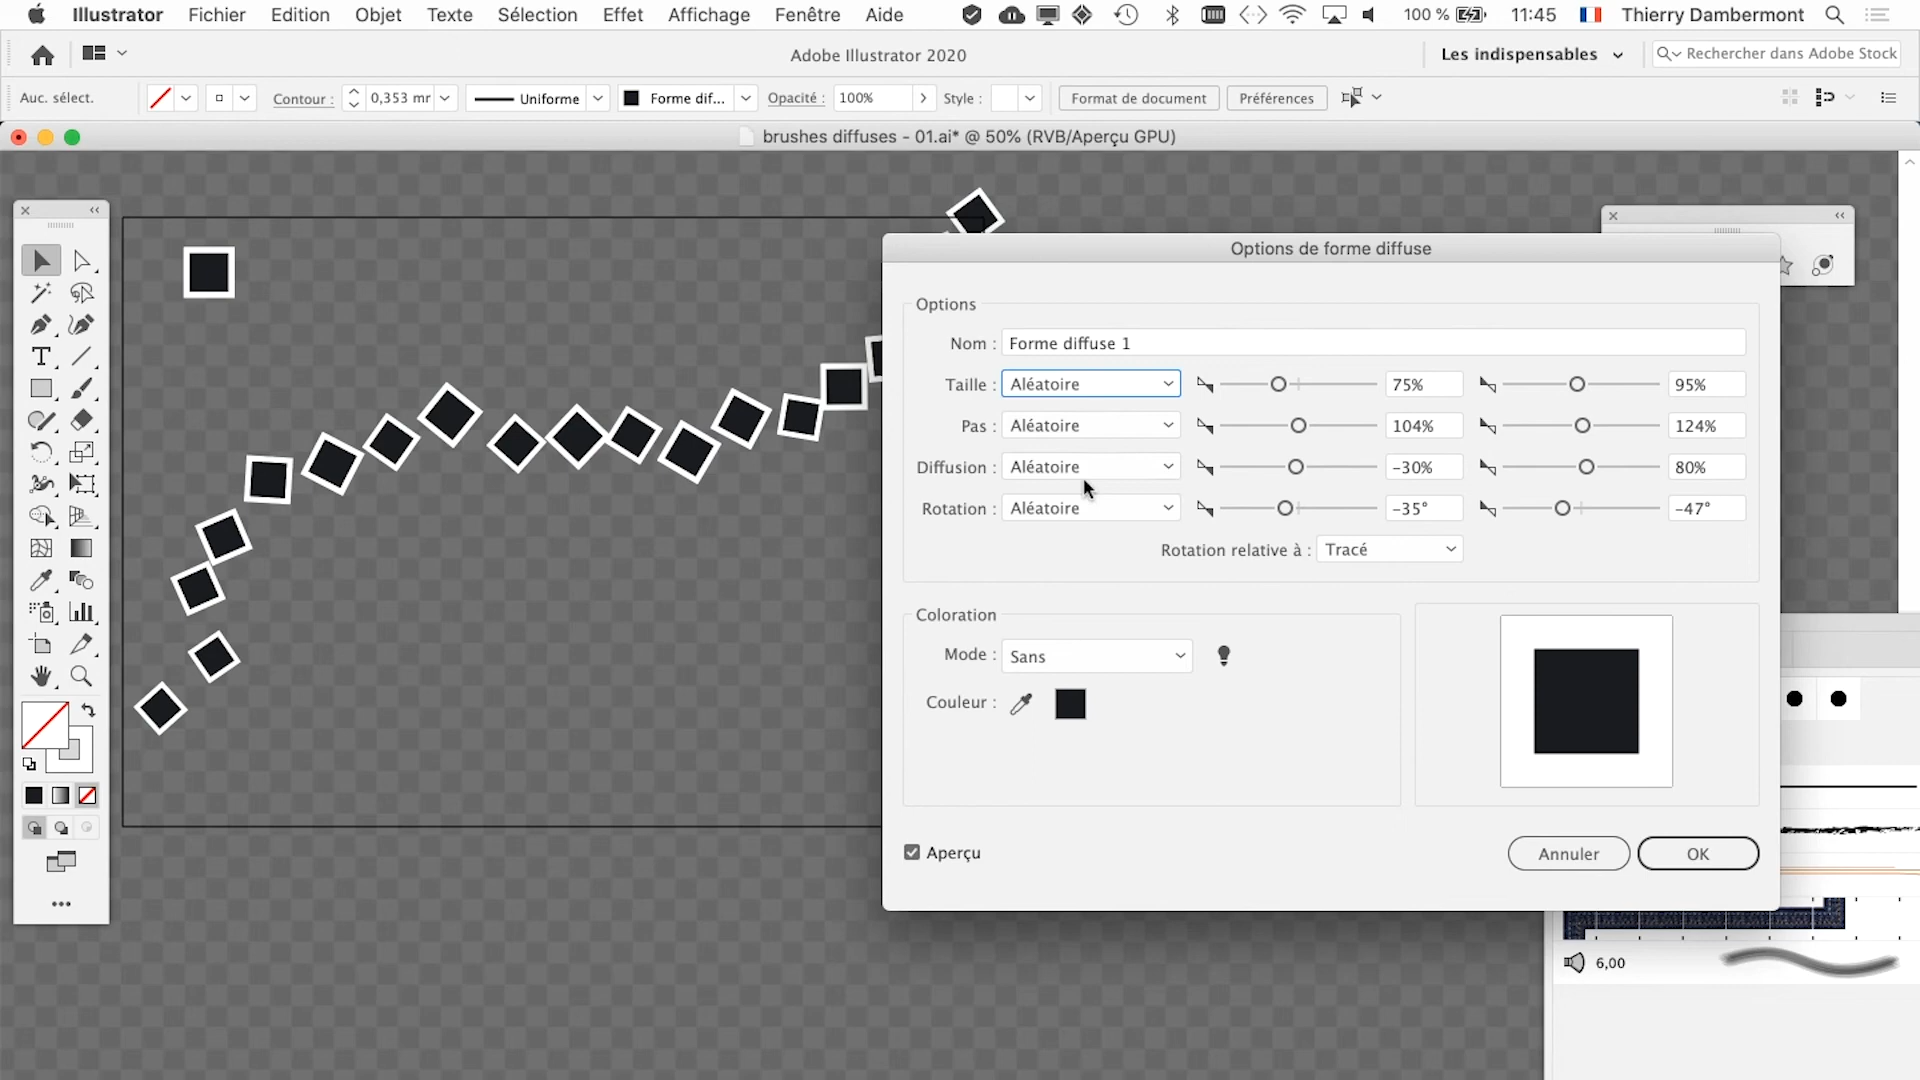 Illustrator Fichier Edition Objet Texte Sélection Effet Affichage Fenêtre Aide 100 % 11:45 Thierry Dambermont
Adobe Illustrator 2020 Les indispensables Rechercher dans Adobe Stock
Auc. sélect. Contour : 0,353 mr Uniforme Forme dif... Opacité : 100% Style : Format de document Préférences
brushes diffuses - 01.ai* @ 50% (RVB/Aperçu GPU)
Options de forme diffuse
Options
Nom : Forme diffuse 1
Taille : Aléatoire 75% 95%
Pas : Aléatoire 104% 124%
Diffusion : Aléatoire -30% 80%
Rotation : Aléatoire -35° -47°
Rotation relative à : Tracé
Coloration
Mode : Sans
Couleur :
Aperçu Annuler OK
6,00